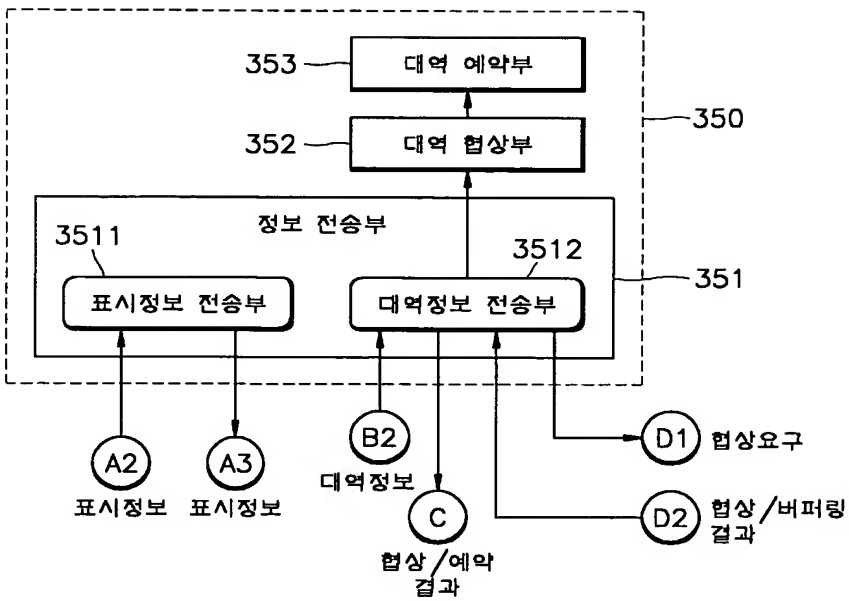 353
대역 예약부
352
대역 협상부
350
정보 전송부
3511
3512
351
표시정보 전송부
대역정보 전송부
A2
표시정보
A3
표시정보
B2
대역정보
C
협상/예약
결과
D1
협상요구
D2
협상/버퍼링
결과